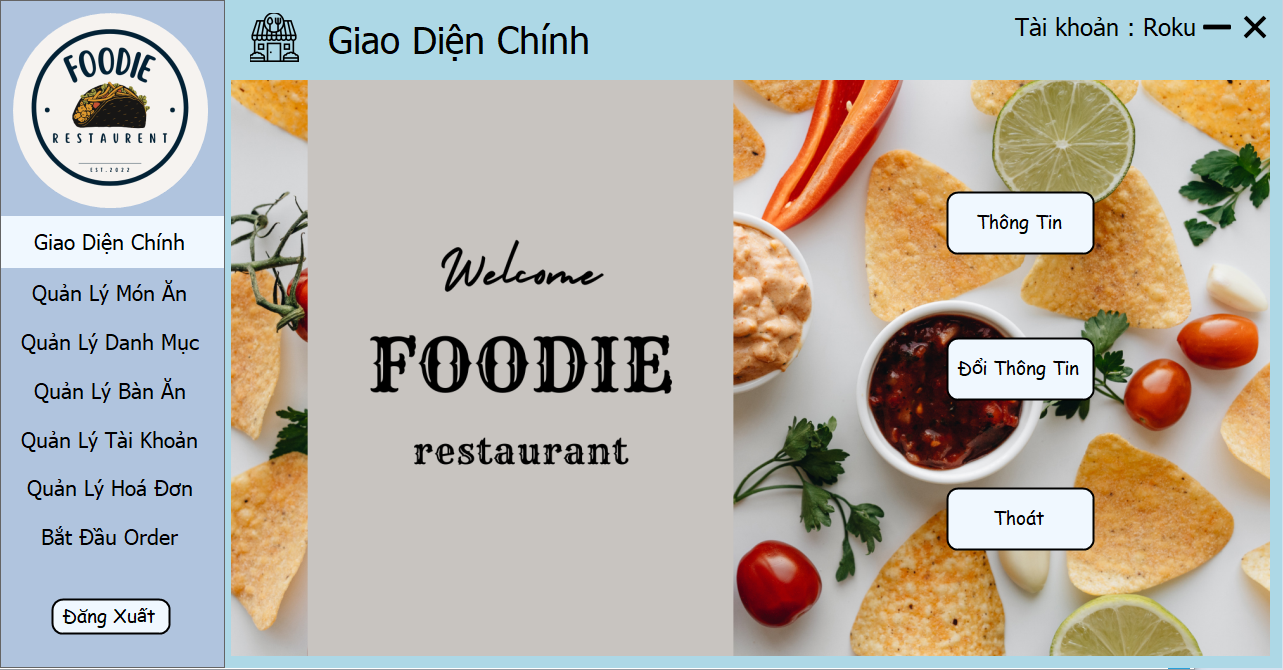 FOODIE
RESTAURENT
EST.2022
Giao Diện Chính
Quản Lý Món Ăn
Quản Lý Danh Mục
Quản Lý Bàn Ăn
Quản Lý Tài Khoản
Quản Lý Hoá Đơn
Bắt Đầu Order
Đăng Xuất
Giao Diện Chính
Tài khoản : Roku
Welcome
FOODIE
restaurant
Thông Tin
Đổi Thông Tin
Thoát